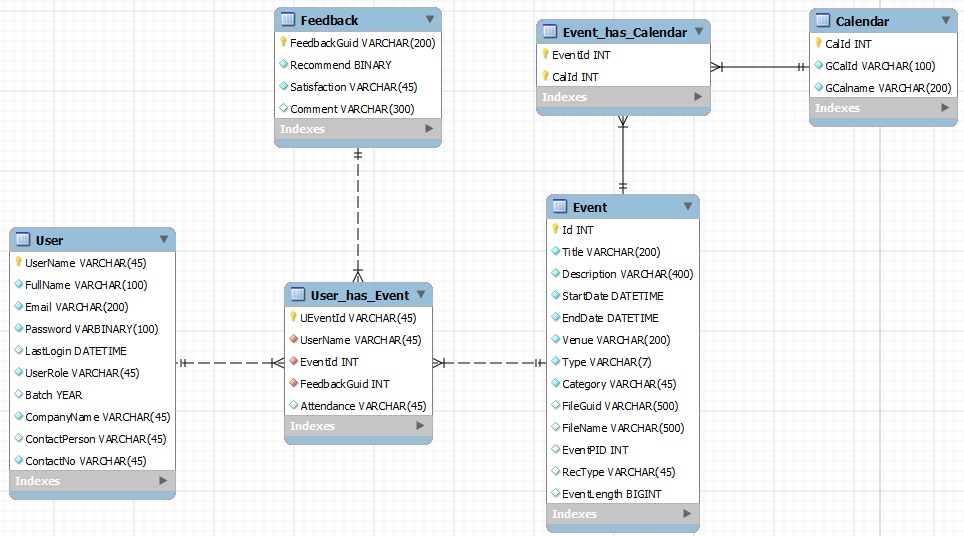 Feedback
FeedbackGuid VARCHAR(200)
Recommend BINARY
Satisfaction VARCHAR(45)
Comment VARCHAR(300)
Indexes
Event_has_Calendar
EventId INT
CalId INT
Indexes
Calendar
CalId INT
GCalId VARCHAR(100)
GCalname VARCHAR(200)
Indexes
User
UserName VARCHAR(45)
FullName VARCHAR(100)
Email VARCHAR(200)
Password VARBINARY(100)
LastLogin DATETIME
UserRole VARCHAR(45)
Batch YEAR
CompanyName VARCHAR(45)
ContactPerson VARCHAR(45)
ContactNo VARCHAR(45)
Indexes
User_has_Event
UEventId VARCHAR(45)
UserName VARCHAR(45)
EventId INT
FeedbackGuid INT
Attendance VARCHAR(45)
Indexes
Event
Id INT
Title VARCHAR(200)
Description VARCHAR(400)
StartDate DATETIME
EndDate DATETIME
Venue VARCHAR(200)
Type VARCHAR(7)
Category VARCHAR(45)
FileGuid VARCHAR(500)
FileName VARCHAR(500)
EventPID INT
RecType VARCHAR(45)
EventLength BIGINT
Indexes